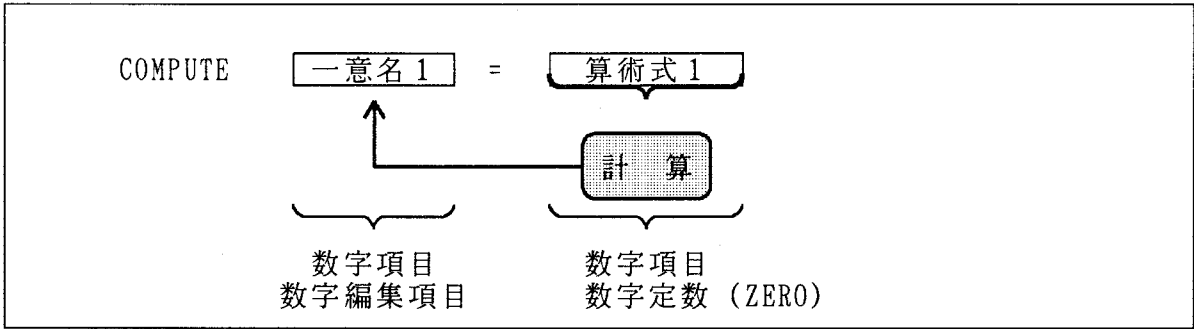 COMPUTE 一意名1 = 算術式1
計 算
数字項目 数字項目
数字編集項目 数字定数 (ZERO)